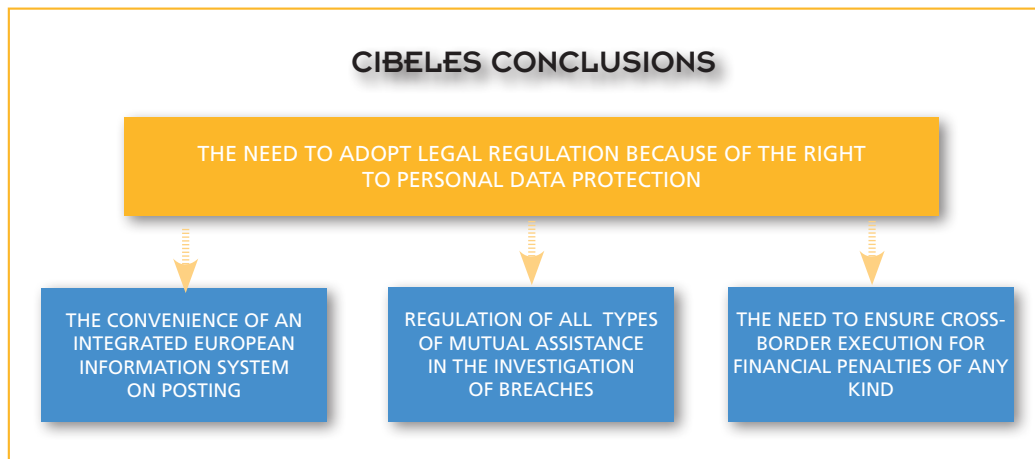 CIBELES CONCLUSIONS
THE NEED TO ADOPT LEGAL REGULATION BECAUSE OF THE RIGHT
TO PERSONAL DATA PROTECTION
THE CONVENIENCE OF AN
INTEGRATED EUROPEAN
INFORMATION SYSTEM
ON POSTING
REGULATION OF ALL TYPES
OF MUTUAL ASSISTANCE
IN THE INVESTIGATION
OF BREACHES
THE NEED TO ENSURE CROSS-
BORDER EXECUTION FOR
FINANCIAL PENALTIES OF ANY
KIND